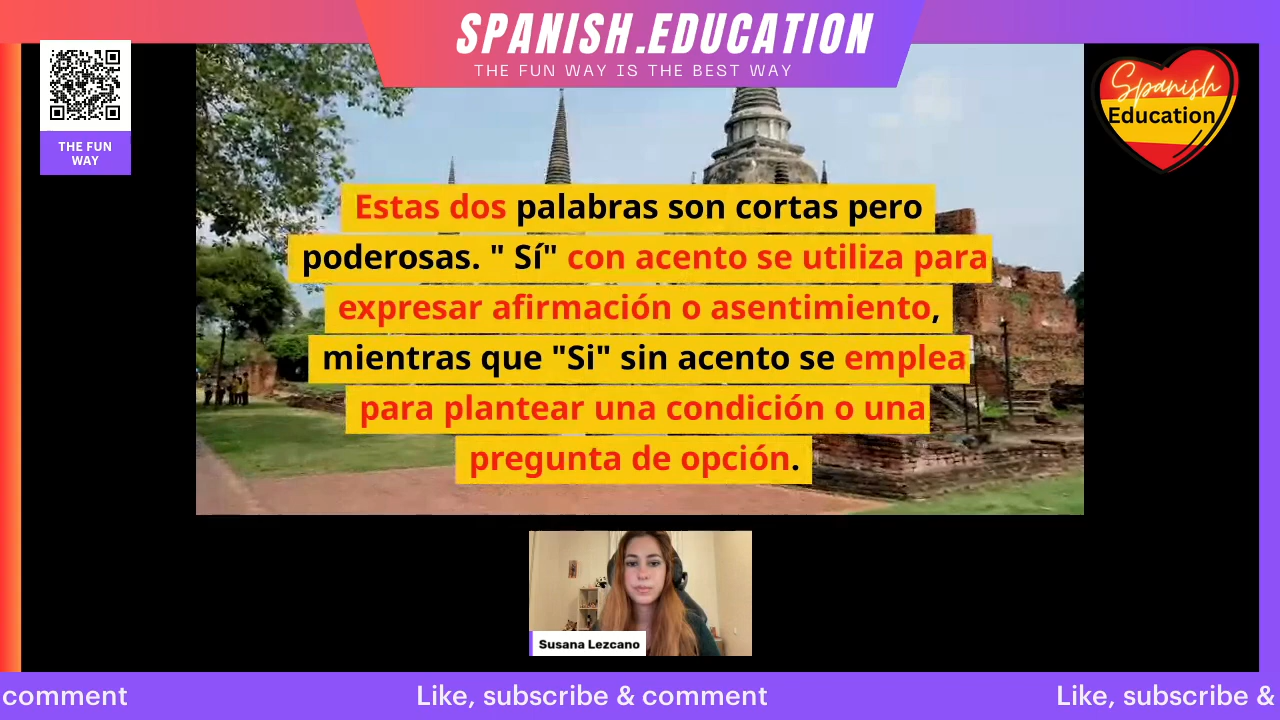 SPANISH.EDUCATION
THE FUN WAY IS THE BEST WAY
THE FUN
WAY
Spanish
Education
Estas dos palabras son cortas pero
poderosas. " Sí" con acento se utiliza para
expresar afirmación o asentimiento,
mientras que "Si" sin acento se emplea
para plantear una condición o una
pregunta de opción.
Susana Lezcano
comment
Like, subscribe & comment
Like, subscribe &